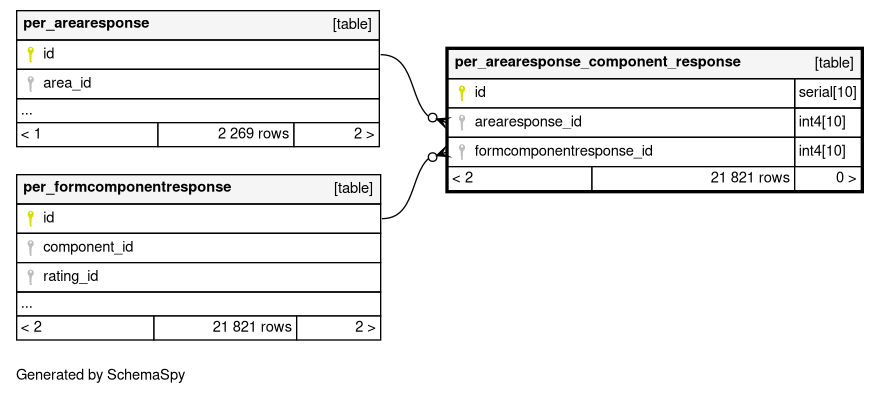 per_arearesponse [table]
id
area_id
...
< 1 2 269 rows 2 >
per_arearesponse_component_response [table]
id serial[10]
arearesponse_id int4[10]
formcomponentresponse_id int4[10]
< 2 21 821 rows 0 >
per_formcomponentresponse [table]
id
component_id
rating_id
...
< 2 21 821 rows 2 >
Generated by SchemaSpy